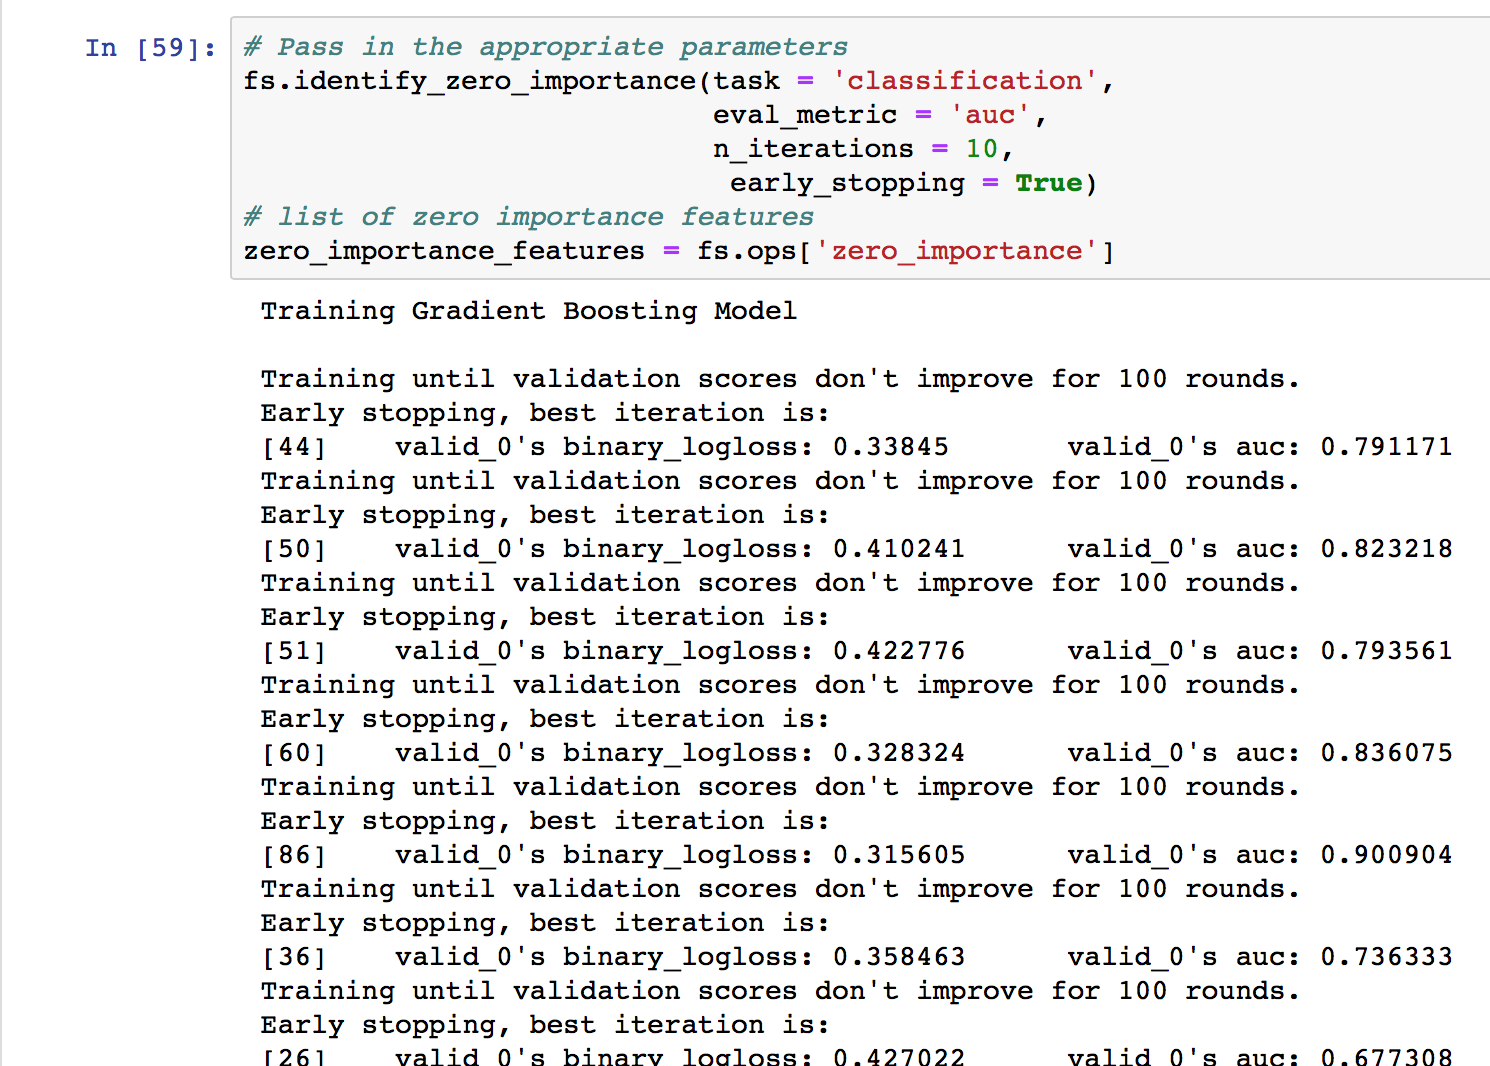 In [59]:
# Pass in the appropriate parameters
fs.identify_zero_importance(task = 'classification',
eval_metric = 'auc',
n_iterations = 10,
early_stopping = True)
# list of zero importance features
zero_importance_features = fs.ops['zero_importance']
Training Gradient Boosting Model
Training until validation scores don't improve for 100 rounds.
Early stopping, best iteration is:
[44]    valid_0's binary_logloss: 0.33845       valid_0's auc: 0.791171
Training until validation scores don't improve for 100 rounds.
Early stopping, best iteration is:
[50]    valid_0's binary_logloss: 0.410241      valid_0's auc: 0.823218
Training until validation scores don't improve for 100 rounds.
Early stopping, best iteration is:
[51]    valid_0's binary_logloss: 0.422776      valid_0's auc: 0.793561
Training until validation scores don't improve for 100 rounds.
Early stopping, best iteration is:
[60]    valid_0's binary_logloss: 0.328324      valid_0's auc: 0.836075
Training until validation scores don't improve for 100 rounds.
Early stopping, best iteration is:
[86]    valid_0's binary_logloss: 0.315605      valid_0's auc: 0.900904
Training until validation scores don't improve for 100 rounds.
Early stopping, best iteration is:
[36]    valid_0's binary_logloss: 0.358463      valid_0's auc: 0.736333
Training until validation scores don't improve for 100 rounds.
Early stopping, best iteration is:
[26]    valid_0's binary_logloss: 0.427022      valid_0's auc: 0.677308